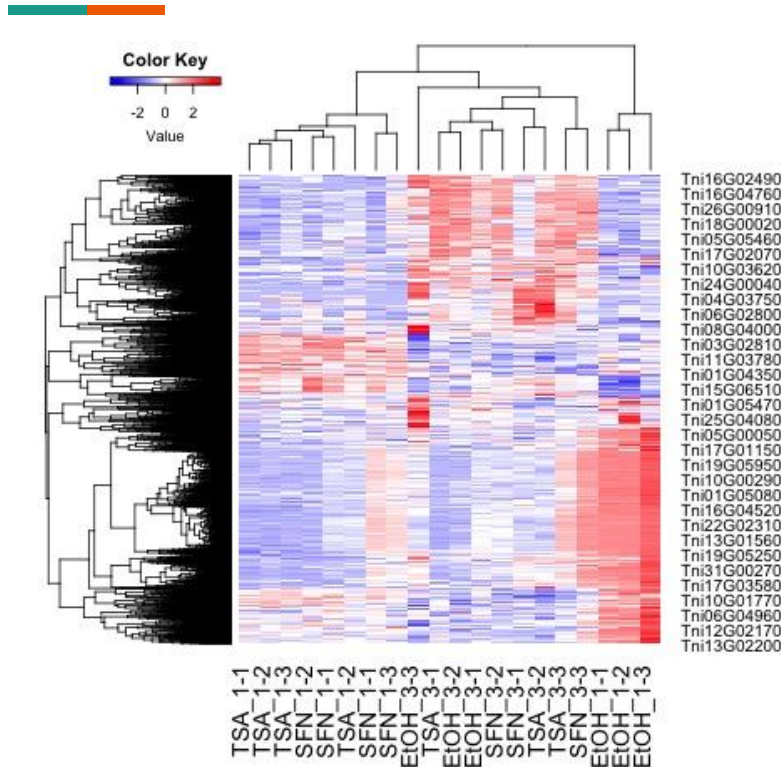 Color Key
-2 0 2
Value
Tni16G02490
Tni16G04760
Tni26G00910
Tni18G00020
Tni05G05460
Tni17G02070
Tni10G03620
Tni24G00040
Tni04G03750
Tni06G02800
Tni08G04000
Tni03G02810
Tni11G03780
Tni01G04350
Tni15G06510
Tni01G05470
Tni25G04080
Tni05G00050
Tni17G01150
Tni19G05950
Tni10G00290
Tni01G05080
Tni16G04520
Tni22G02310
Tni13G01560
Tni19G05250
Tni31G00270
Tni17G03580
Tni10G01770
Tni06G04960
Tni12G02170
Tni13G02200
TSA_1-1
TSA_1-2
TSA_1-3
SFN_1-2
SFN_1-1
TSA_1-2
SFN_1-1
SFN_1-3
EtOH_3-3
TSA_3-1
EtOH_3-2
EtOH_3-1
SFN_3-2
SFN_3-1
TSA_3-2
TSA_3-3
SFN_3-3
EtOH_1-1
EtOH_1-2
EtOH_1-3